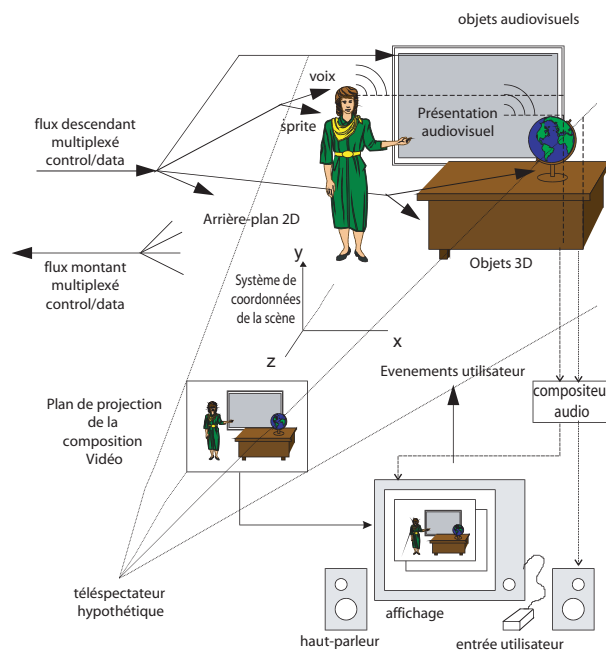 objets audiovisuels
voix
sprite
Présentation
audiovisuel
flux descendant
multiplexé
control/data
Arrière-plan 2D
flux montant
multiplexé
control/data
Objets 3D
y
Système de
coordonnées
de la scène
x
z
Evenements utilisateur
Plan de projection
de la
composition
Vidéo
compositeur
audio
téléspectateur
hypothétique
affichage
haut-parleur
entrée utilisateur